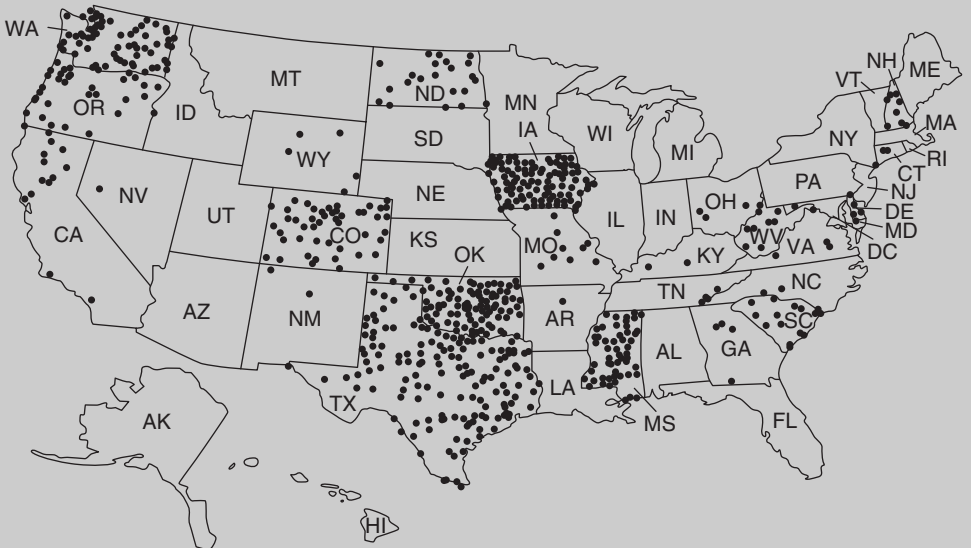 WA
MT
ND
MN
VT
NH
ME
OR
ID
WY
SD
IA
WI
MI
NY
MA
RI
CT
NV
UT
CO
NE
KS
OK
MO
IL
IN
OH
PA
NJ
DE
MD
DC
WV
VA
KY
CA
AZ
NM
TX
AR
TN
NC
SC
LA
MS
AL
GA
FL
AK
HI